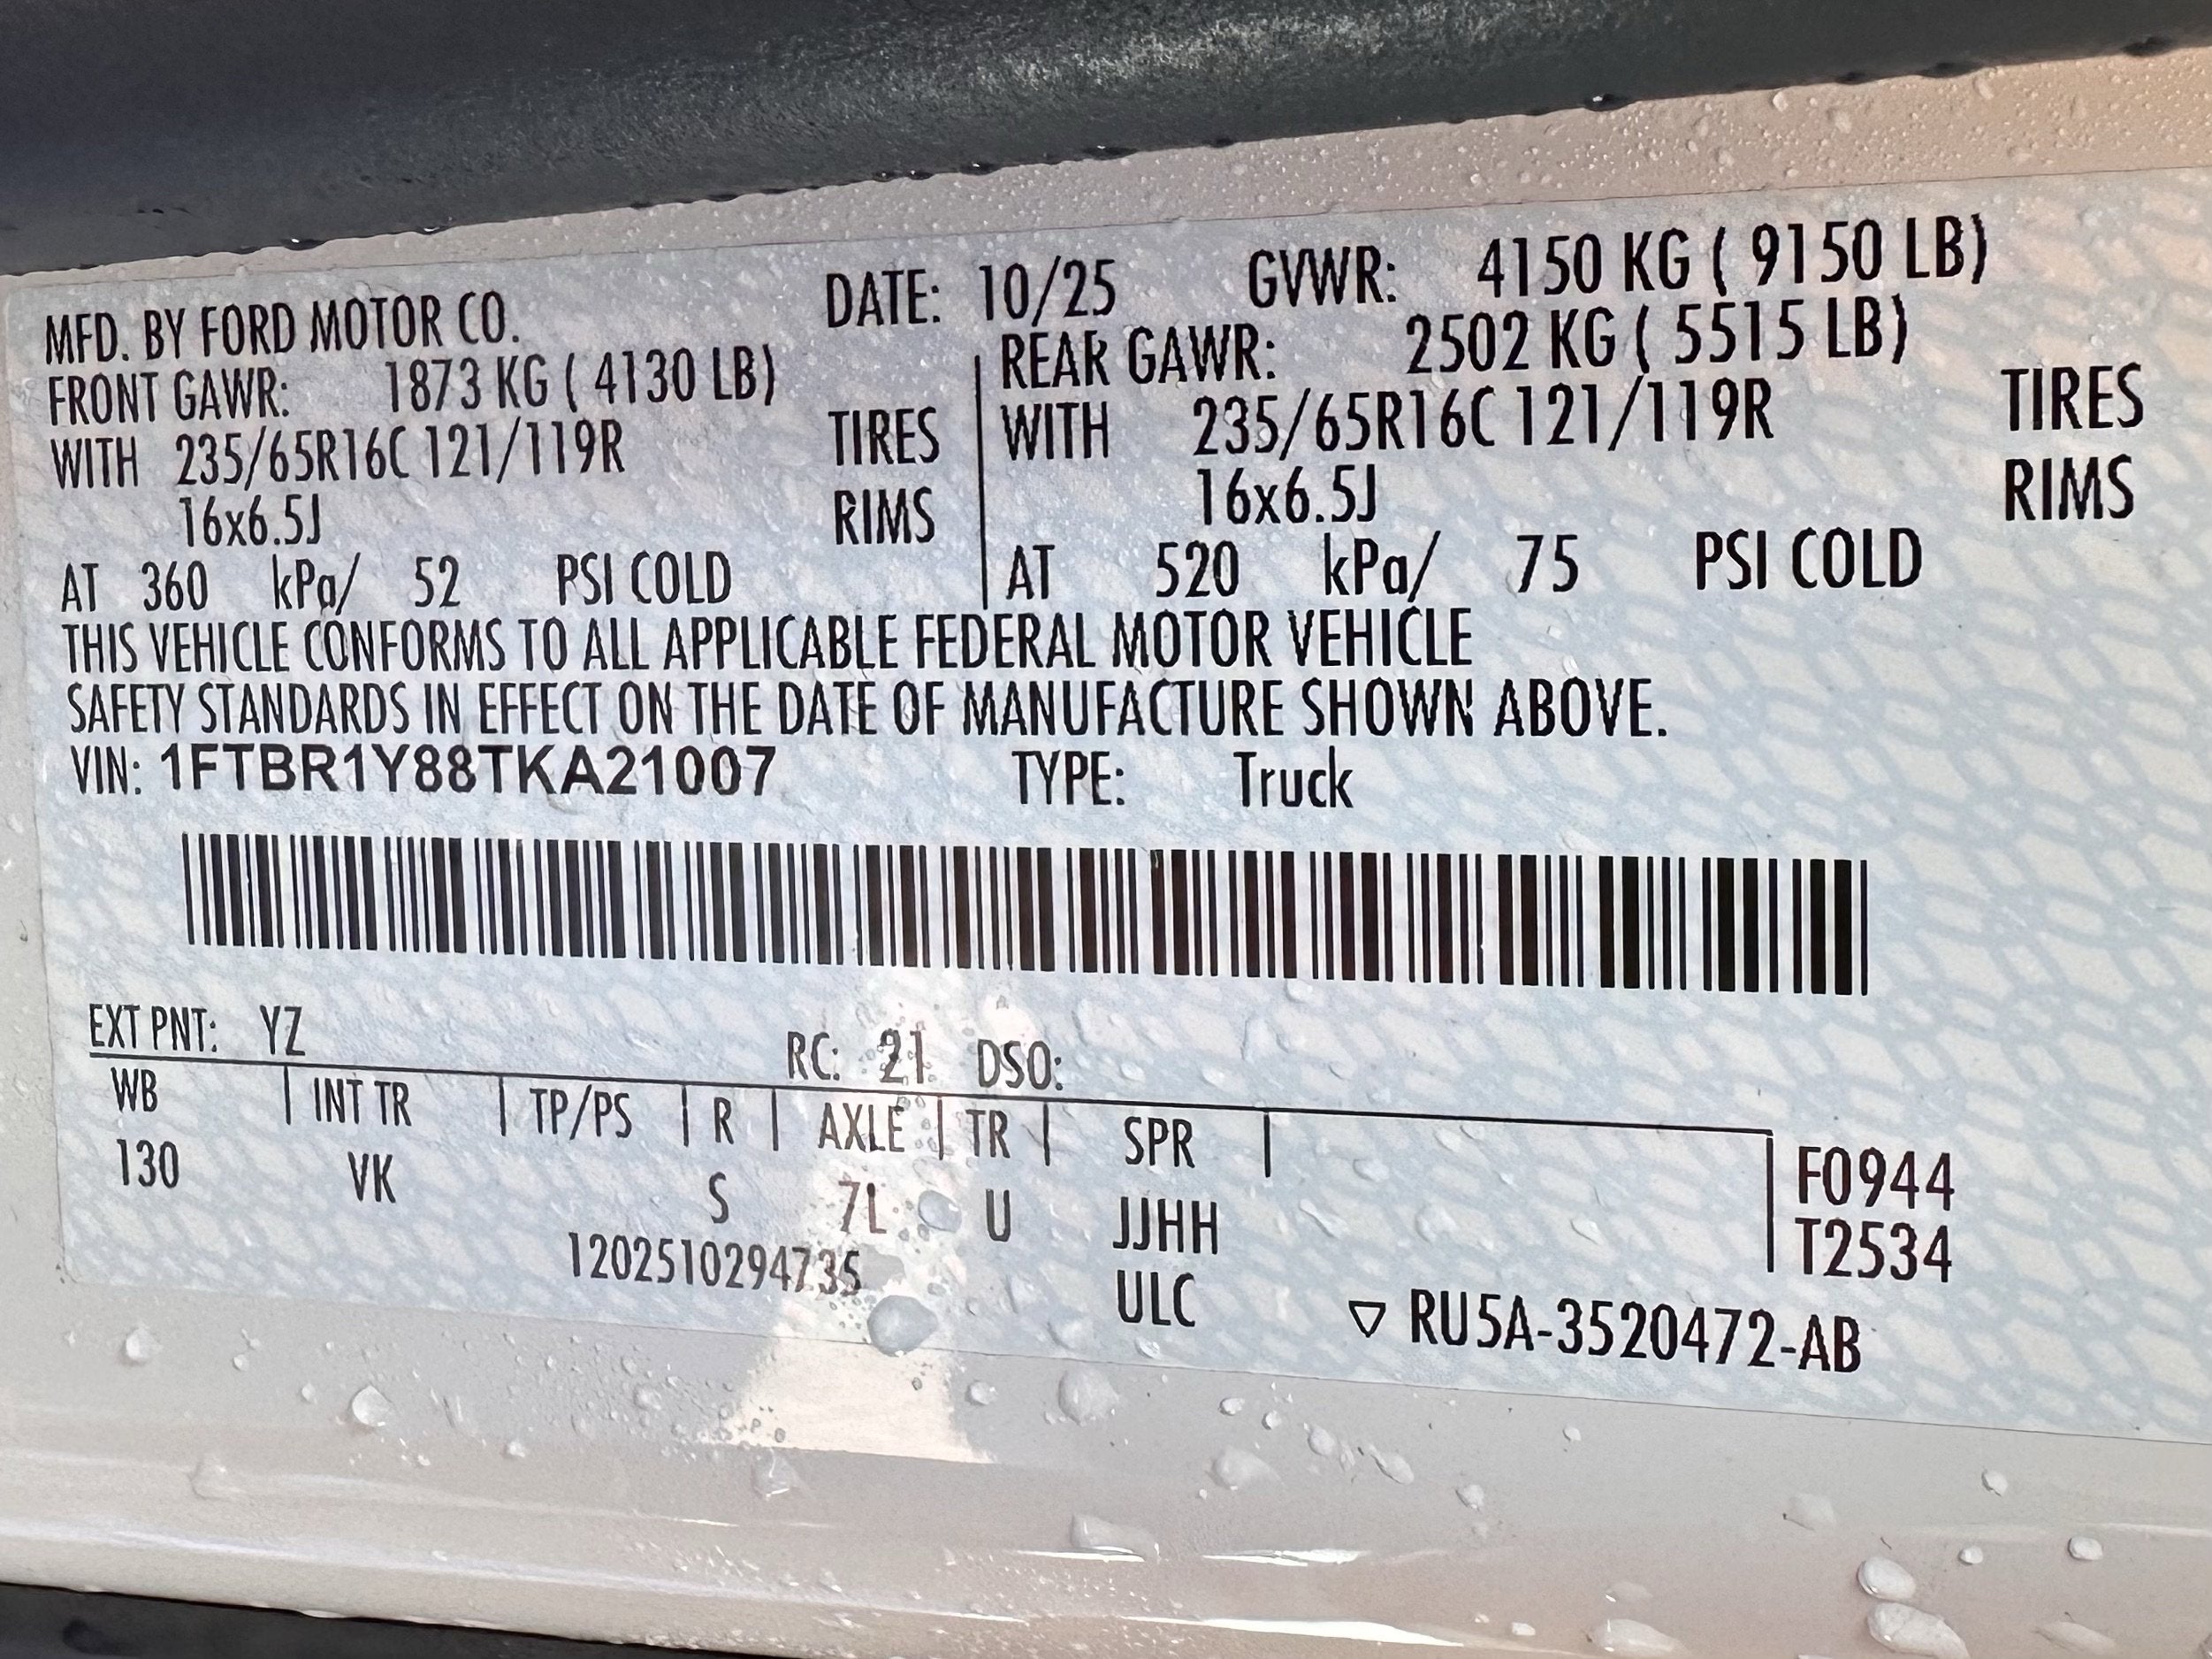 MFD. BY FORD MOTOR CO. DATE: 10/25 GVWR: 4150 KG ( 9150 LB)
FRONT GAWR: 1873 KG ( 4130 LB) REAR GAWR: 2502 KG ( 5515 LB)
WITH 235/65R16C 121/119R TIRES WITH 235/65R16C 121/119R TIRES
16x6.5J RIMS 16x6.5J RIMS
AT 360 kPa/ 52 PSI COLD AT 520 kPa/ 75 PSI COLD
THIS VEHICLE CONFORMS TO ALL APPLICABLE FEDERAL MOTOR VEHICLE
SAFETY STANDARDS IN EFFECT ON THE DATE OF MANUFACTURE SHOWN ABOVE.
VIN: 1FTBR1Y88TKA21007 TYPE: Truck
EXT PNT: YZ RC: 21 DSO:
WB | INT TR | TP/PS | R | AXLE | TR | SPR |
130 VK S 7L U JJHH F0944
1202510294735 ULC T2534
▽ RU5A-3520472-AB